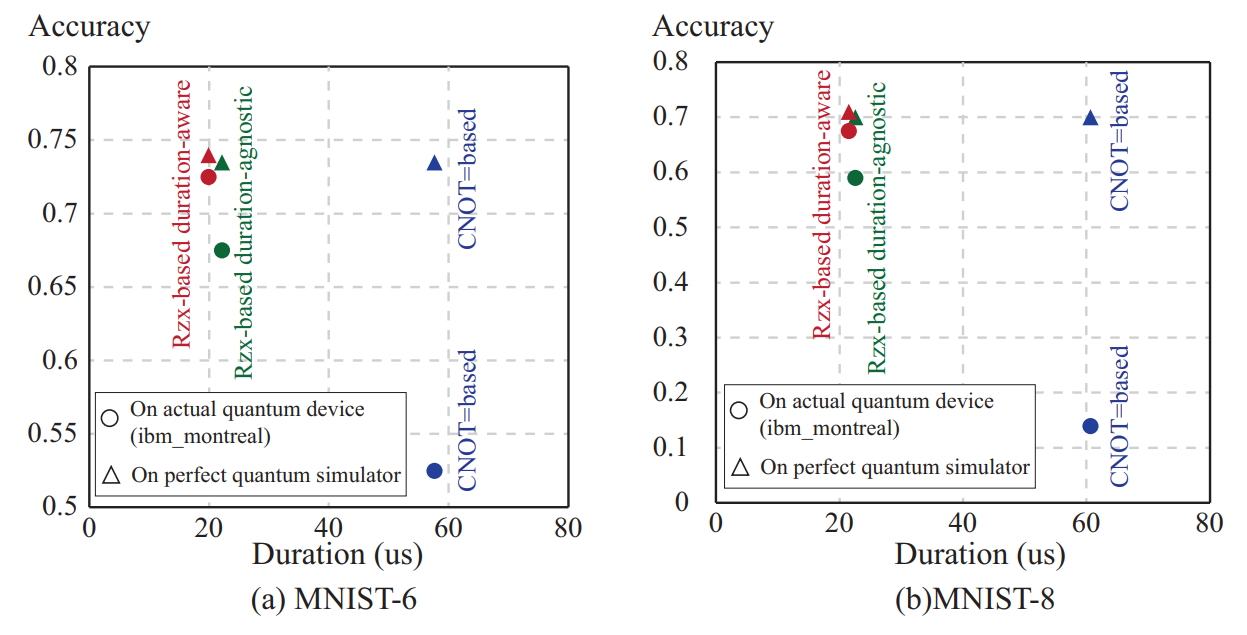 Accuracy
0.8
0.75
0.7
0.65
0.6
0.55
0.5
0
20
40
60
80
Duration (us)
Rzx-based duration-aware
Rzx-based duration-agnostic
CNOT=based
CNOT=based
On actual quantum device
(ibm_montreal)
On perfect quantum simulator
(a) MNIST-6
Accuracy
0.8
0.7
0.6
0.5
0.4
0.3
0.2
0.1
0
0
20
40
60
80
Duration (us)
Rzx-based duration-aware
Rzx-based duration-agnostic
CNOT=based
CNOT=based
On actual quantum device
(ibm_montreal)
On perfect quantum simulator
(b)MNIST-8